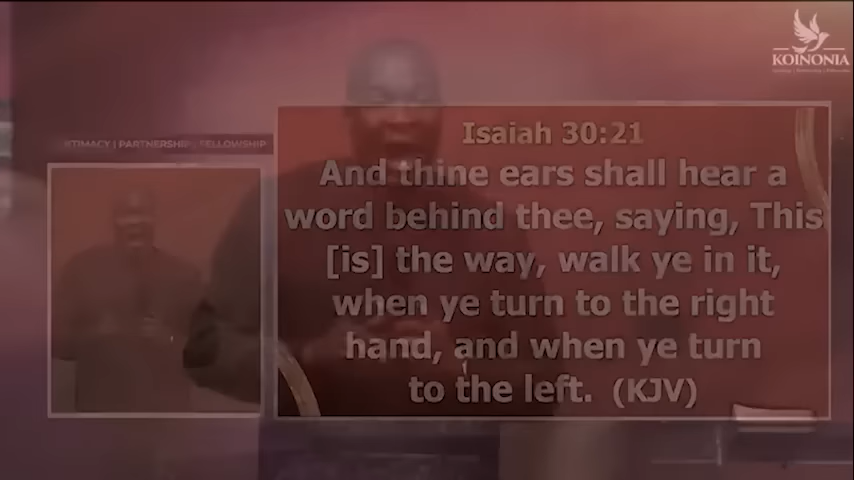 KOINONIA
INTIMACY | PARTNERSHIP | FELLOWSHIP
Isaiah 30:21
And thine ears shall hear a
word behind thee, saying, This
[is] the way, walk ye in it,
when ye turn to the right
hand, and when ye turn
to the left. (KJV)